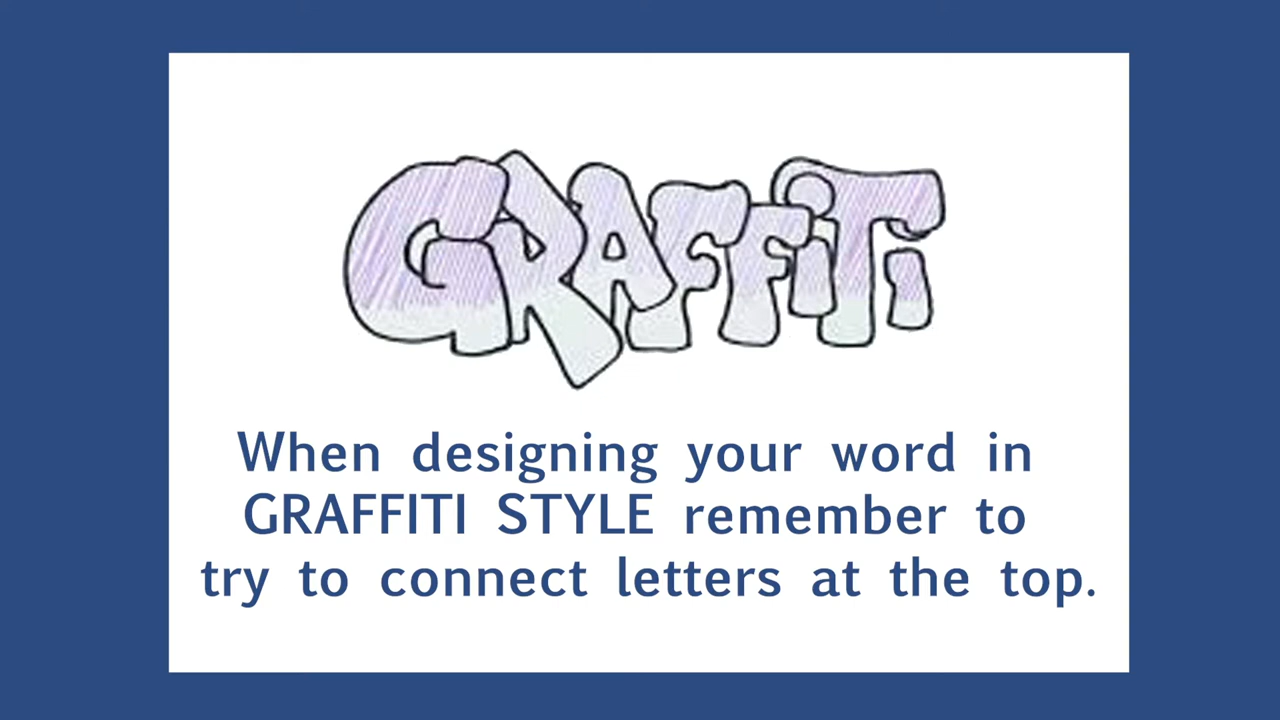 GRAFFiTi
When designing your word in
GRAFFITI STYLE remember to
try to connect letters at the top.